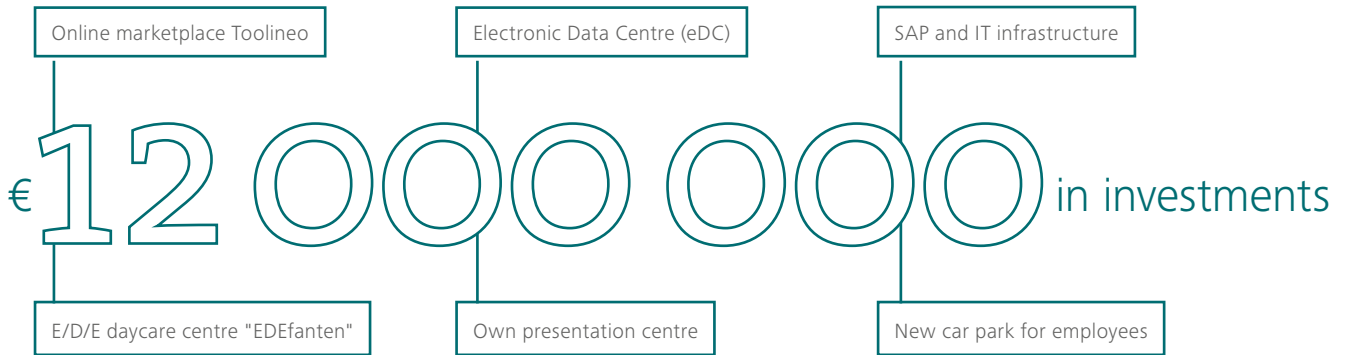 Online marketplace Toolineo
Electronic Data Centre (eDC)
SAP and IT infrastructure
€12 000 000 in investments
E/D/E daycare centre "EDEfanten"
Own presentation centre
New car park for employees